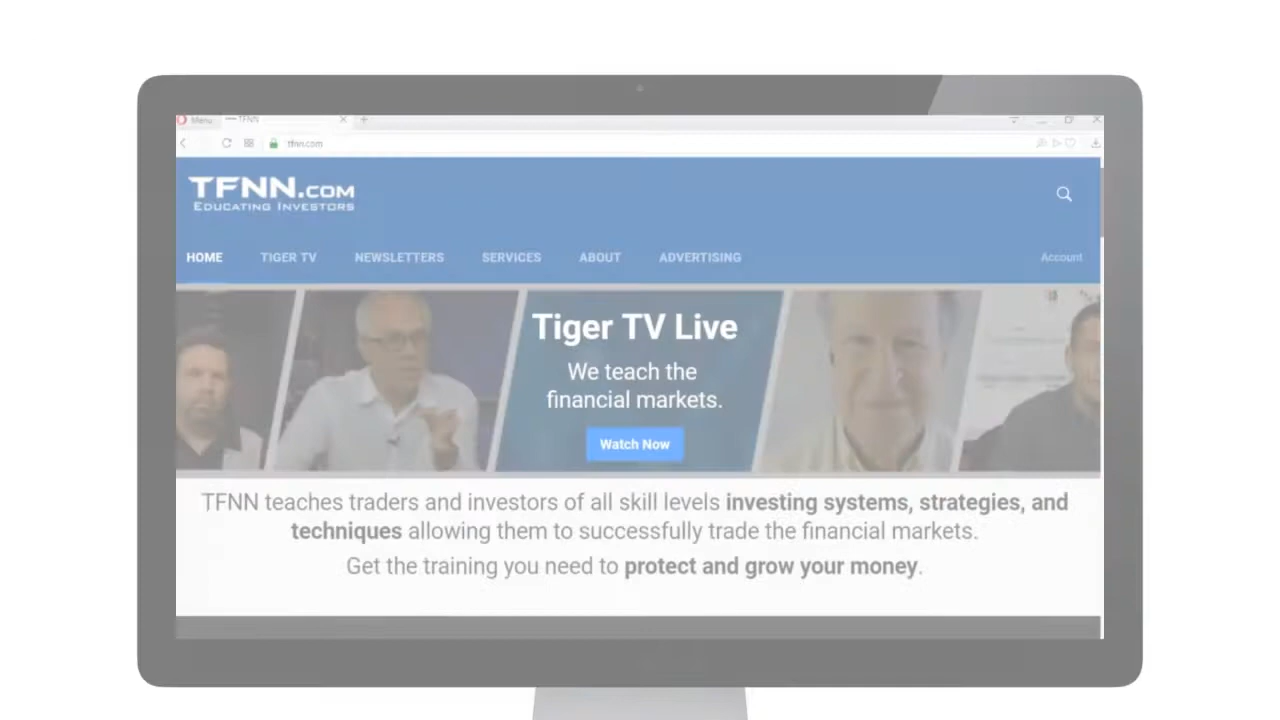 Menu
TFNN
tfnn.com
TFNN.COM
EDUCATING INVESTORS
HOME TIGER TV NEWSLETTERS SERVICES ABOUT ADVERTISING Account
Tiger TV Live
We teach the
financial markets.
Watch Now
TFNN teaches traders and investors of all skill levels investing systems, strategies, and
techniques allowing them to successfully trade the financial markets.
Get the training you need to protect and grow your money.